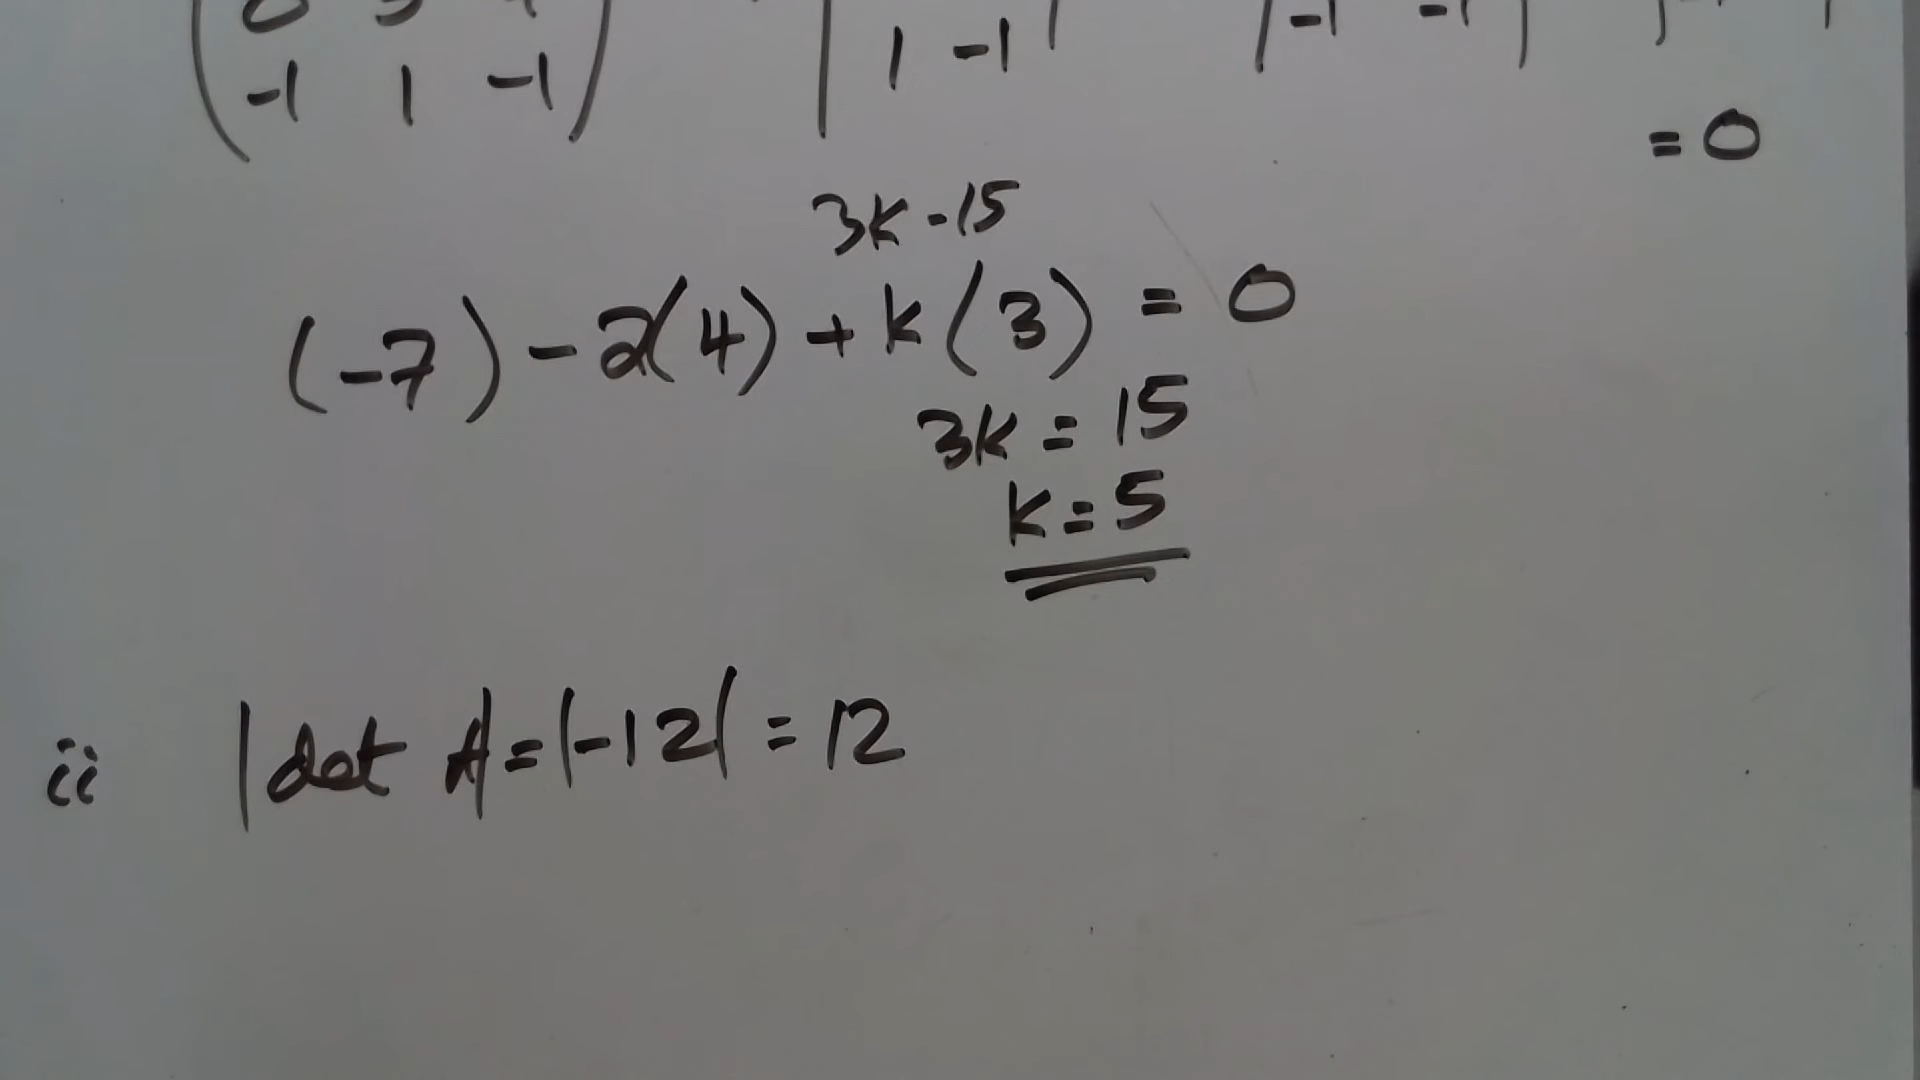 -1 1 -1 1 -1 -1 -1
= 0
3k - 15
(-7) - 2(4) + k(3) = 0
3k = 15
k = 5
ii |det A| = |-12| = 12